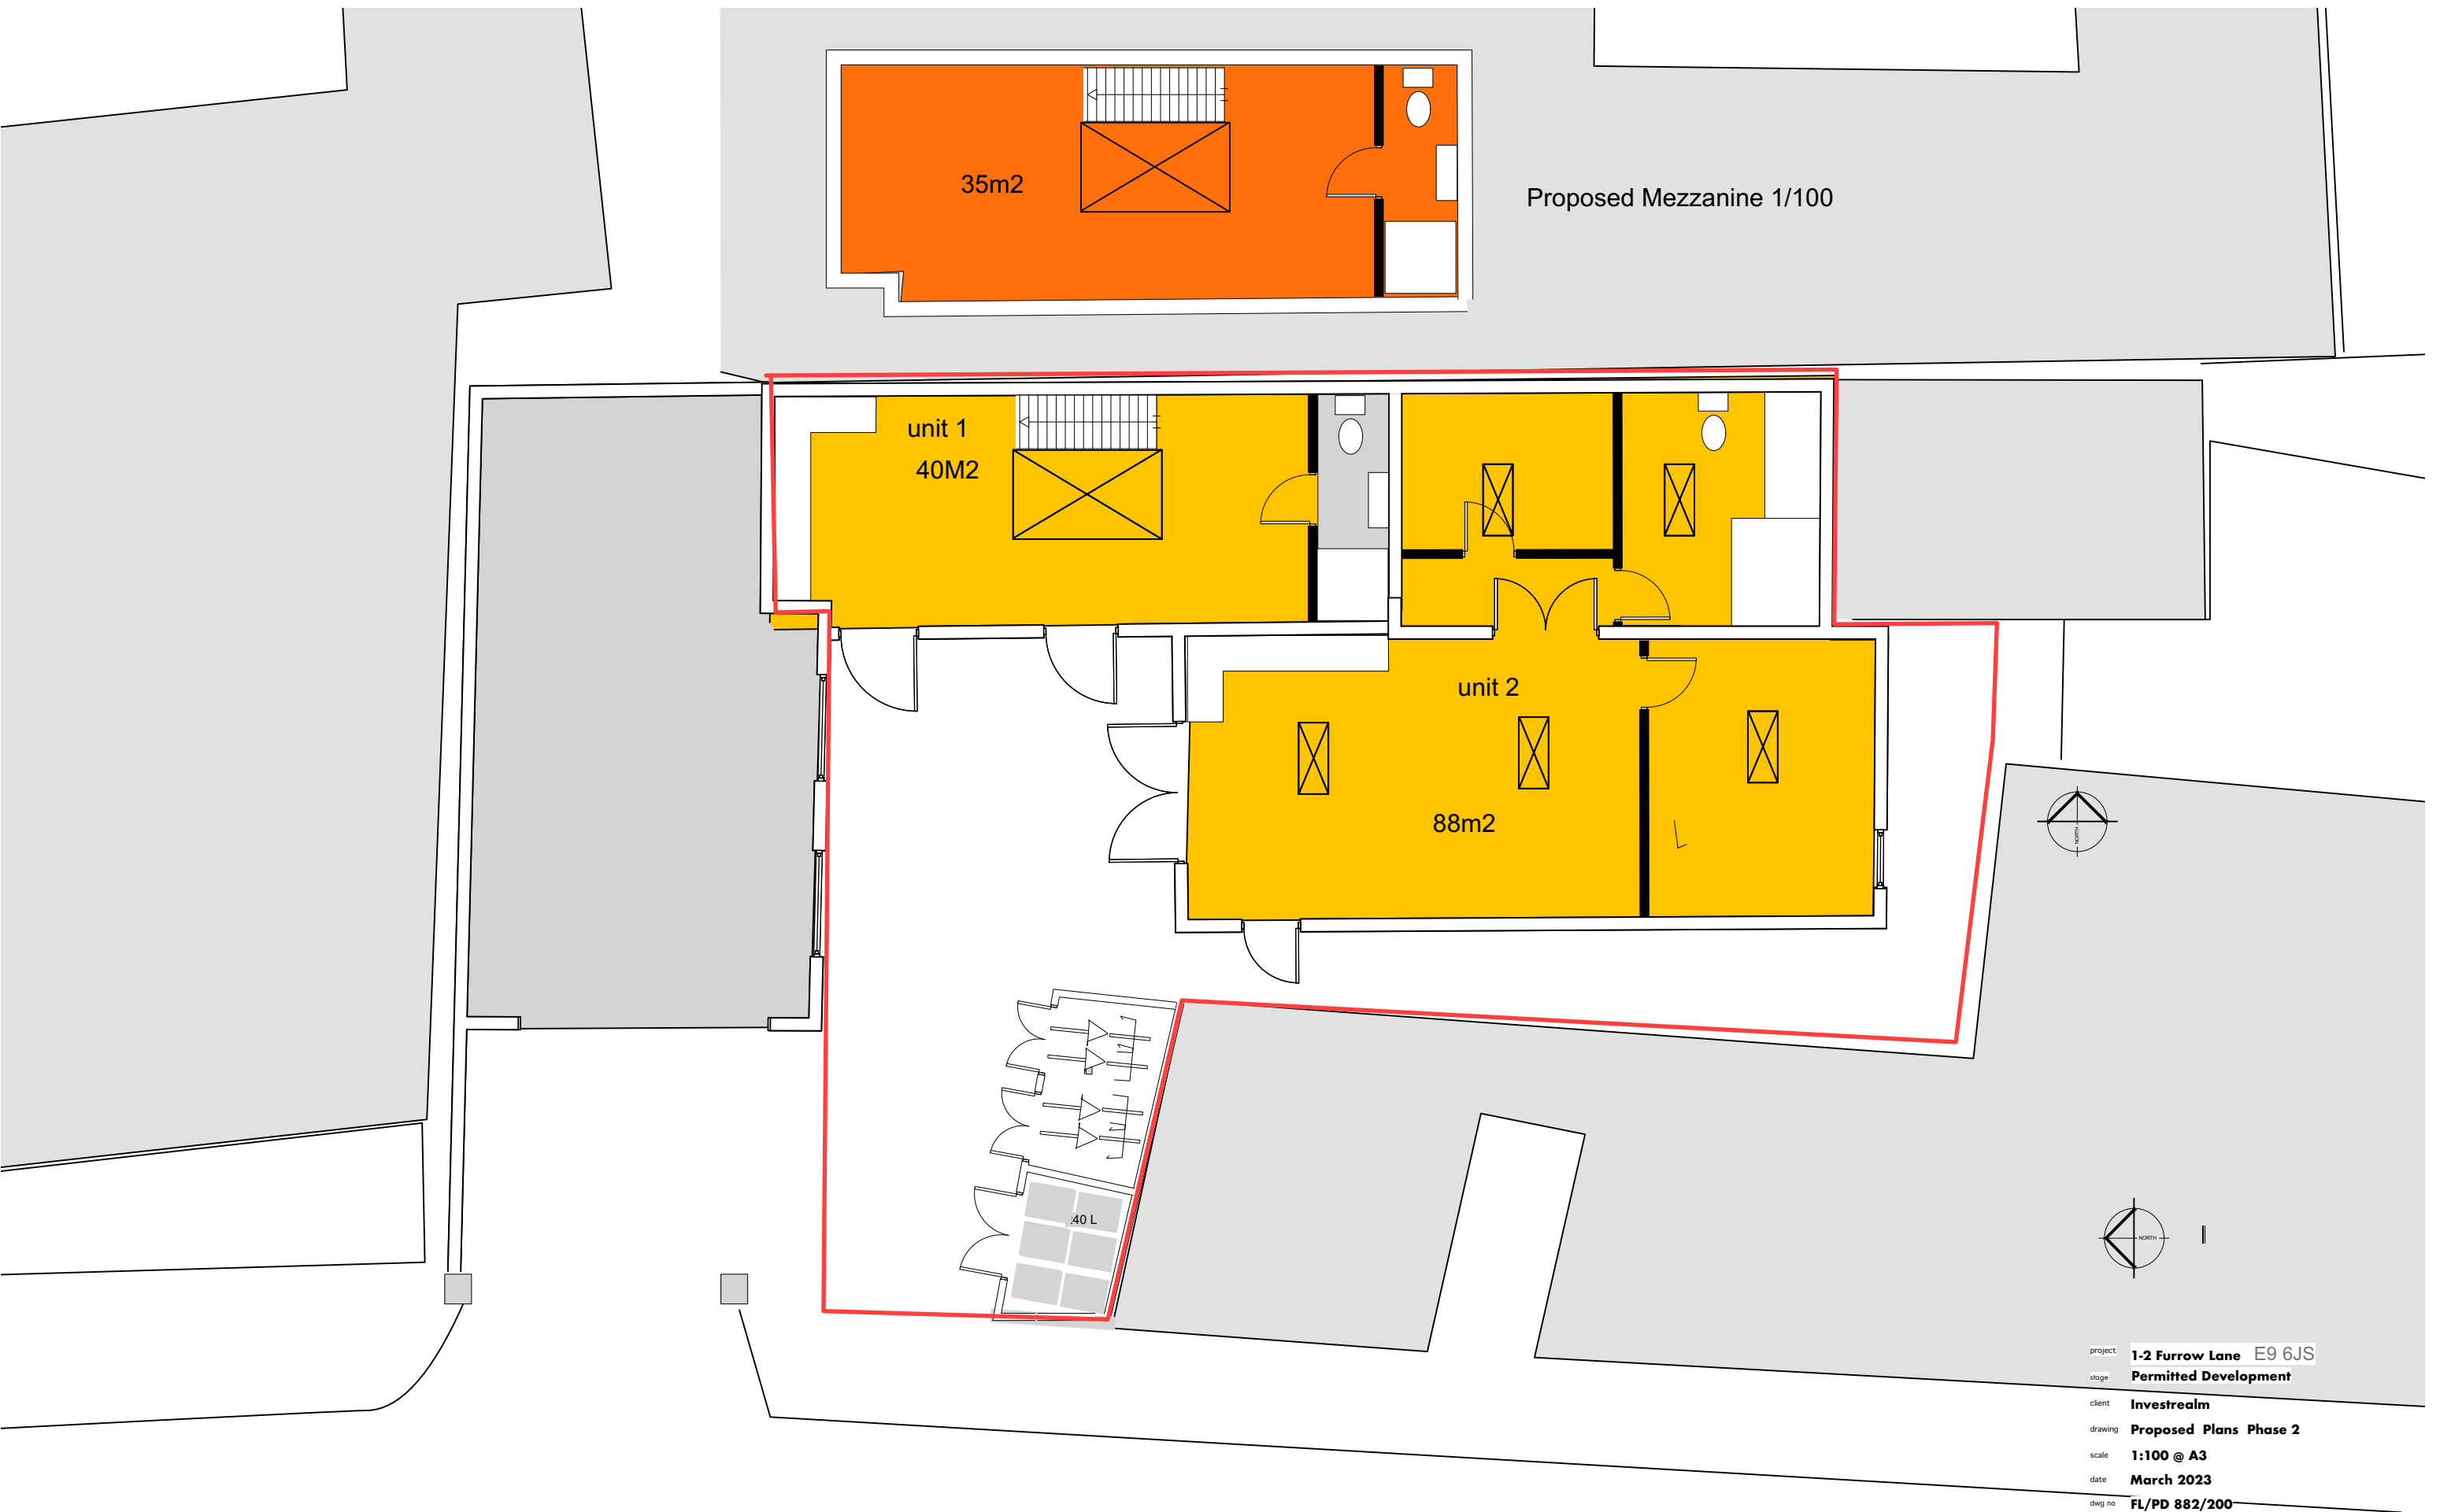 35m2
Proposed Mezzanine 1/100
unit 1
40M2
unit 2
88m2
NORTH
40 L
NORTH
project 1-2 Furrow Lane E9 6JS
stage Permitted Development
client Investrealm
drawing Proposed Plans Phase 2
scale 1:100 @ A3
date March 2023
dwg no FL/PD 882/200